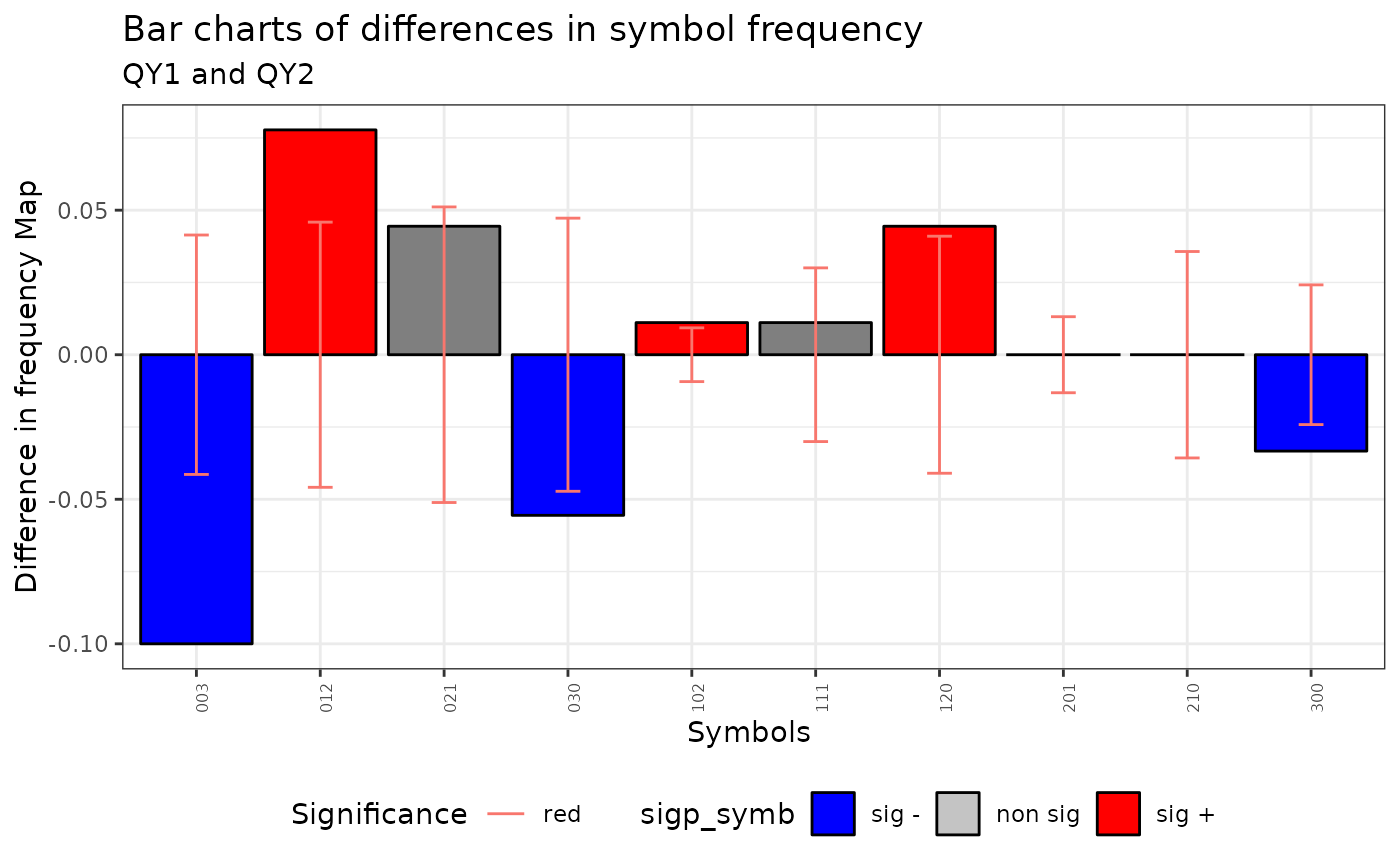 Bar charts of differences in symbol frequency
QY1 and QY2
Difference in frequency Map
0.05
0.00
-0.05
-0.10
003 012 021 030 102 111 120 201 210 300
Symbols
Significance red sigp_symb sig - non sig sig +